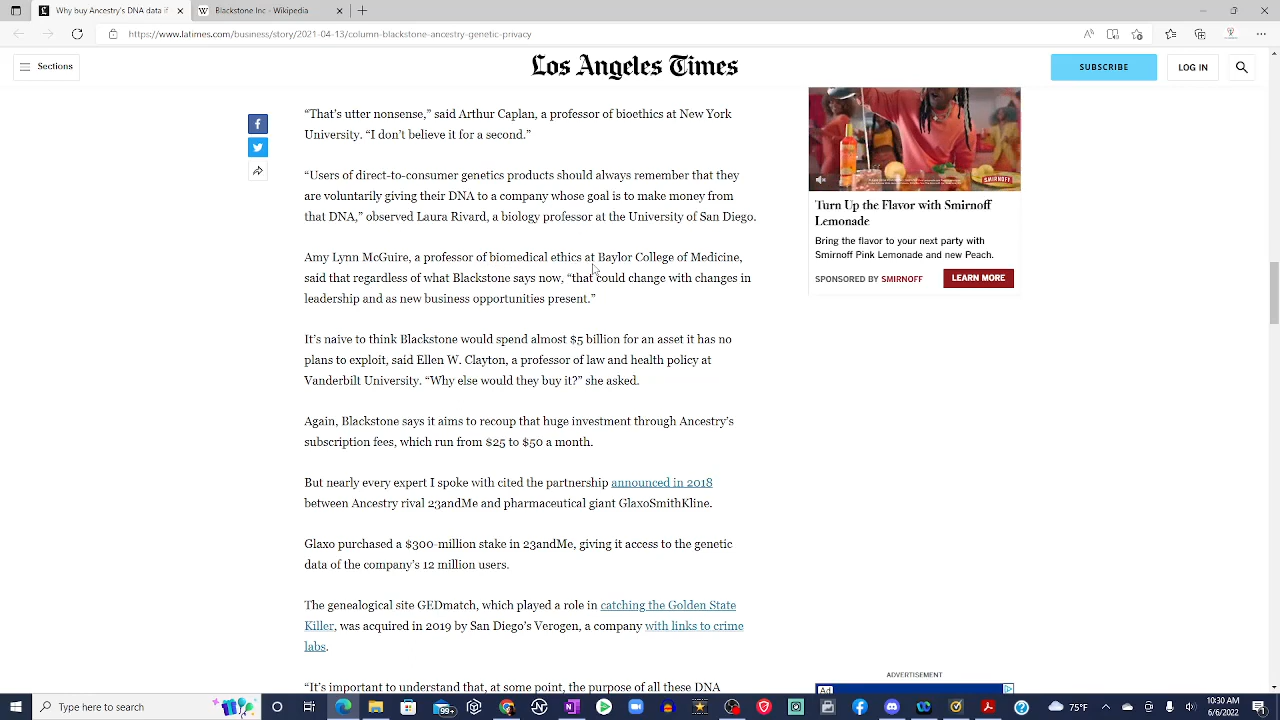 Why buy Ancestry's DNA data if
Blackstone - Wikipedia
https://www.latimes.com/business/story/2021-04-13/column-blackstone-ancestry-genetic-privacy
Sections
Los Angeles Times
SUBSCRIBE
LOG IN
“That’s utter nonsense,” said Arthur Caplan, a professor of bioethics at New York
University. “I don’t believe it for a second.”
“Users of direct-to-consumer genetics products should always remember that they
are voluntarily giving their DNA to a company whose goal is to make money from
that DNA,” observed Laura Rivard, a biology professor at the University of San Diego.
Amy Lynn McGuire, a professor of biomedical ethics at Baylor College of Medicine,
said that regardless of what Blackstone says now, “that could change with changes in
leadership and as new business opportunities present.”
It’s naive to think Blackstone would spend almost $5 billion for an asset it has no
plans to exploit, said Ellen W. Clayton, a professor of law and health policy at
Vanderbilt University. “Why else would they buy it?” she asked.
Again, Blackstone says it aims to recoup that huge investment through Ancestry’s
subscription fees, which run from $25 to $50 a month.
But nearly every expert I spoke with cited the partnership announced in 2018
between Ancestry rival 23andMe and pharmaceutical giant GlaxoSmithKline.
Glaxo purchased a $300-million stake in 23andMe, giving it access to the genetic
data of the company’s 12 million users.
The genealogical site GEDmatch, which played a role in catching the Golden State
Killer, was acquired in 2019 by San Diego’s Verogen, a company with links to crime
labs.
“It’s important to understand that, at some point, the purpose of all these DNA
SMIRNOFF
Turn Up the Flavor with Smirnoff
Lemonade
Bring the flavor to your next party with
Smirnoff Pink Lemonade and new Peach.
SPONSORED BY SMIRNOFF
LEARN MORE
ADVERTISEMENT
Ad
Type here to search
75°F
10:30 AM
6/6/2022